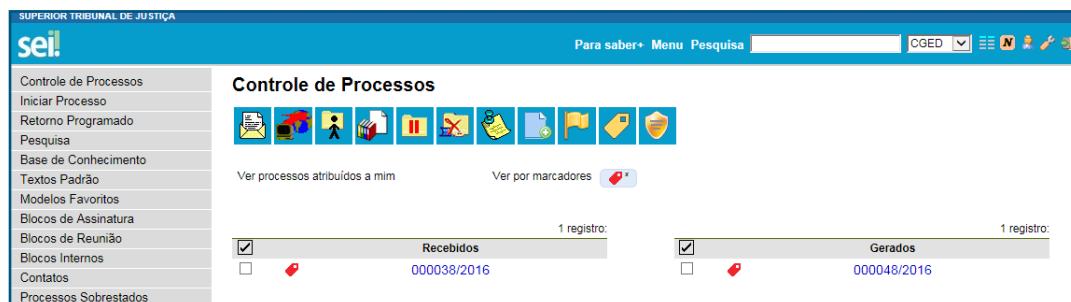 SUPERIOR TRIBUNAL DE JUSTIÇA
sei!
Para saber+ Menu Pesquisa
CGED
N
Controle de Processos
Iniciar Processo
Retorno Programado
Pesquisa
Base de Conhecimento
Textos Padrão
Modelos Favoritos
Blocos de Assinatura
Blocos de Reunião
Blocos Internos
Contatos
Processos Sobrestados
Controle de Processos
Ver processos atribuídos a mim
Ver por marcadores x
1 registro:
Recebidos
000038/2016
1 registro:
Gerados
000048/2016